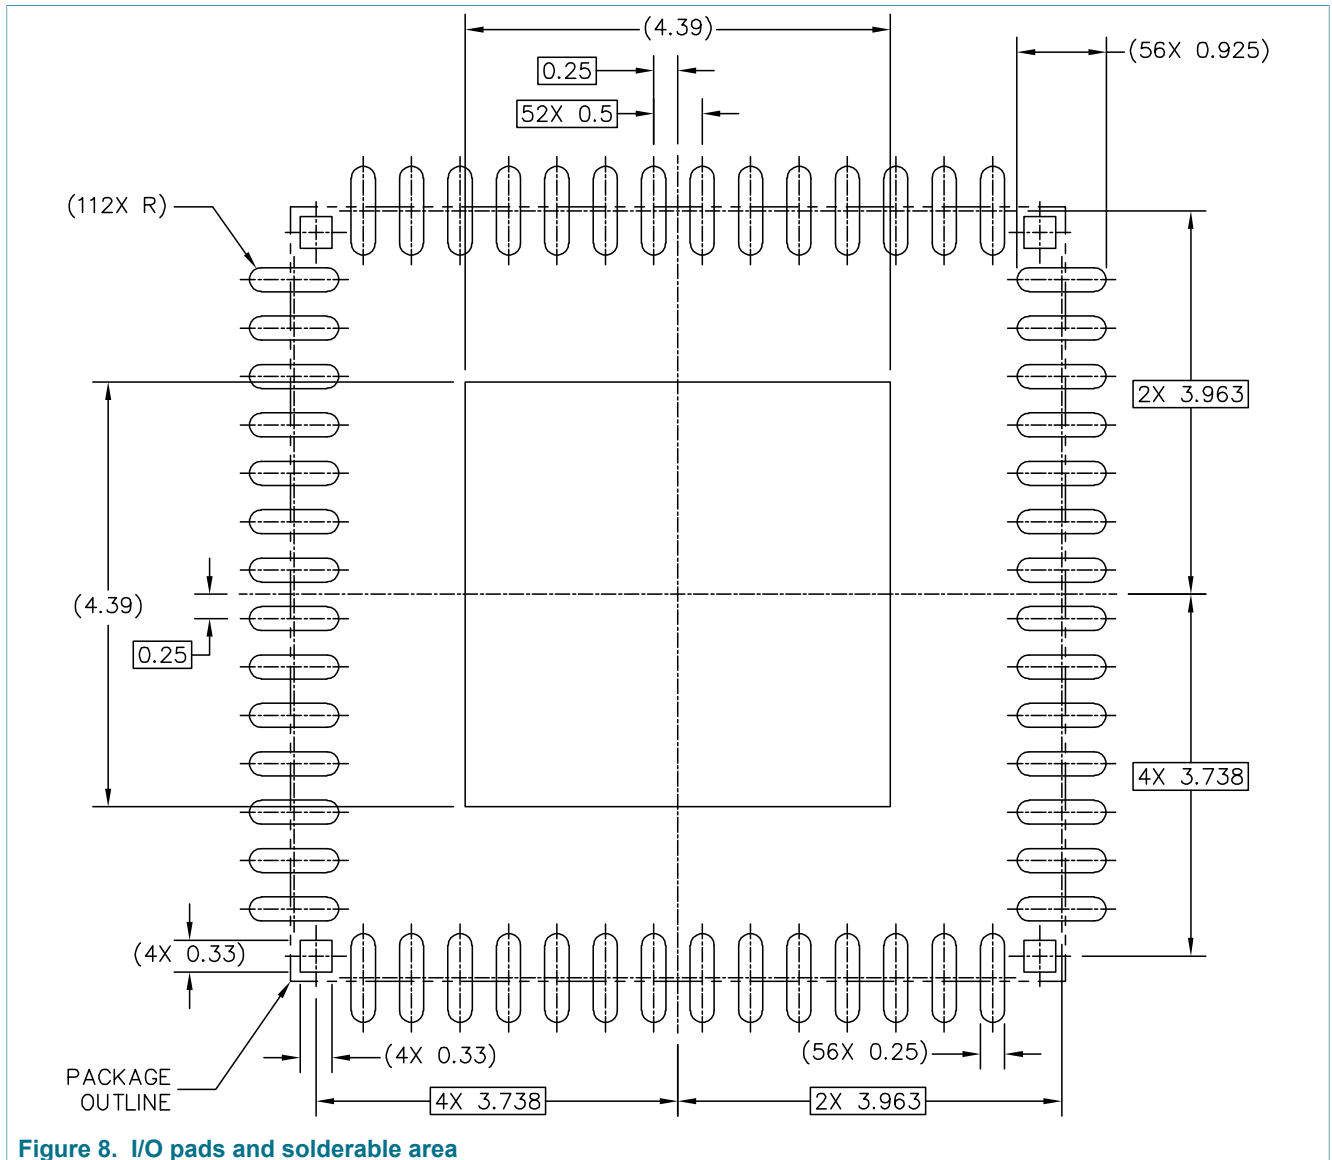 (4.39)
(56X 0.925)
0.25
52X 0.5
(112X R)
2X 3.963
(4.39)
0.25
4X 3.738
(4X 0.33)
(4X 0.33)
(56X 0.25)
PACKAGE
OUTLINE
4X 3.738
2X 3.963
Figure 8. I/O pads and solderable area